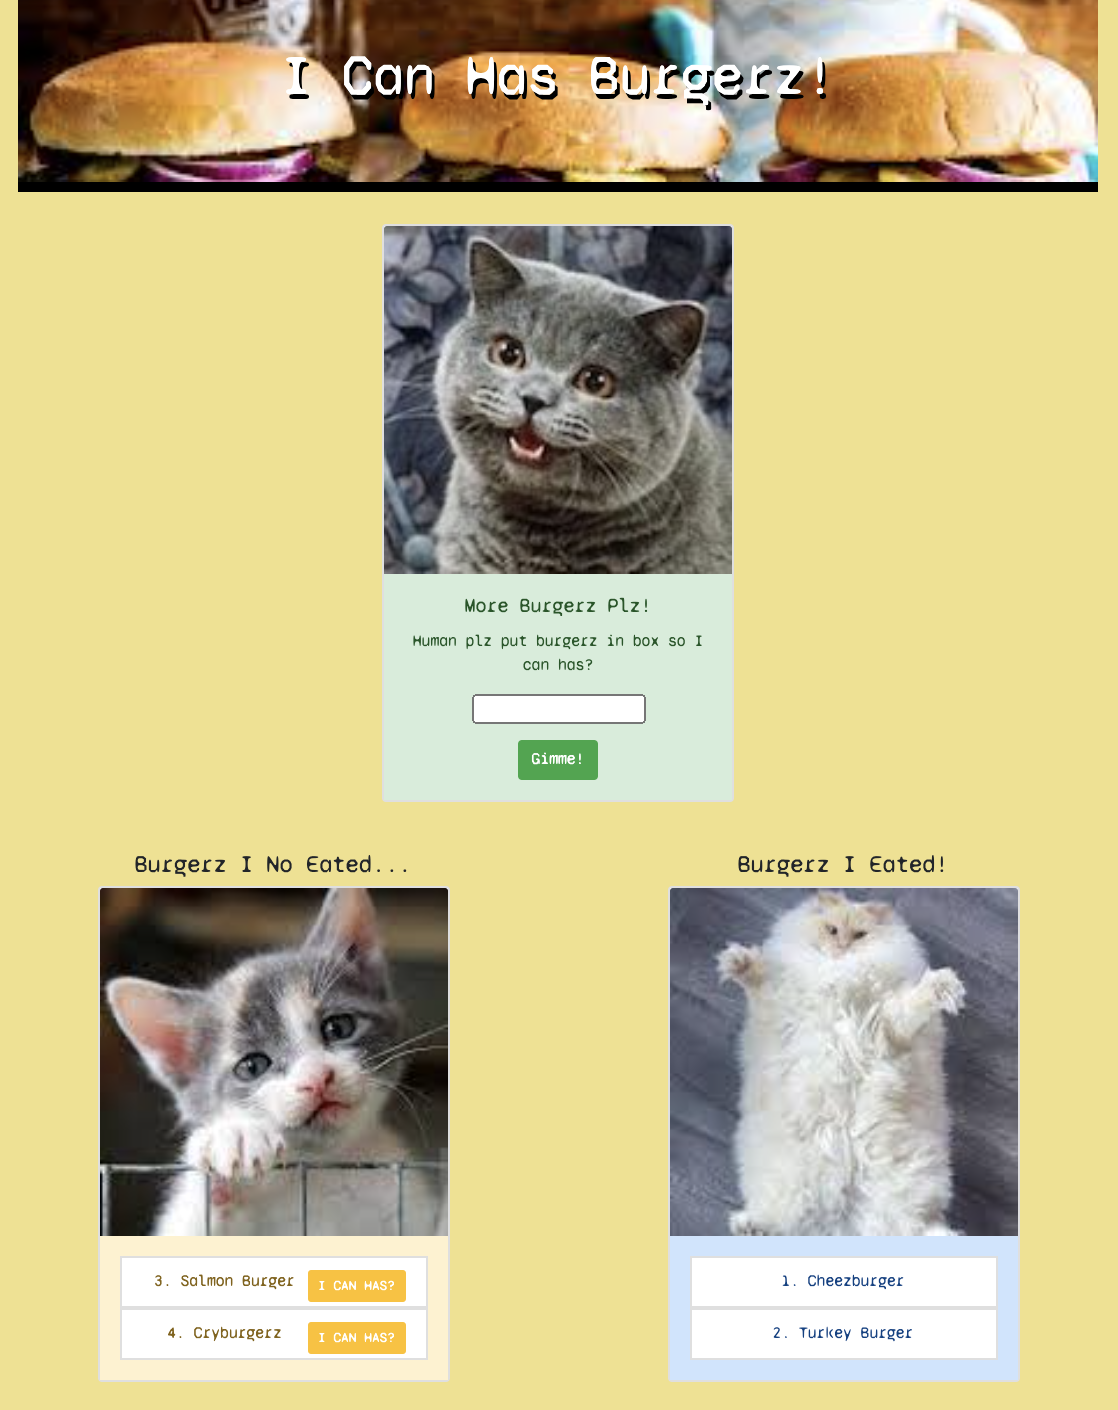 I Can Has Burgerz!
More Burgerz Plz!
Human plz put burgerz in box so I
can has?
Gimme!
Burgerz I No Eated...
3. Salmon Burger I CAN HAS?
4. Cryburgerz I CAN HAS?
Burgerz I Eated!
1. Cheezburger
2. Turkey Burger